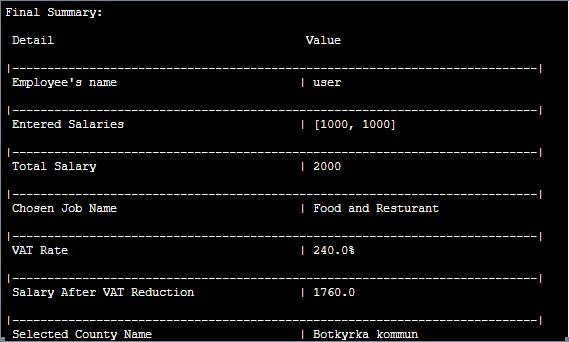 Final Summary:
Detail Value
|----------------------------------------------------------------------------|
Employee's name | user
|----------------------------------------------------------------------------|
Entered Salaries | [1000, 1000]
|----------------------------------------------------------------------------|
Total Salary | 2000
|----------------------------------------------------------------------------|
Chosen Job Name | Food and Resturant
|----------------------------------------------------------------------------|
VAT Rate | 240.0%
|----------------------------------------------------------------------------|
Salary After VAT Reduction | 1760.0
|----------------------------------------------------------------------------|
Selected County Name | Botkyrka kommun